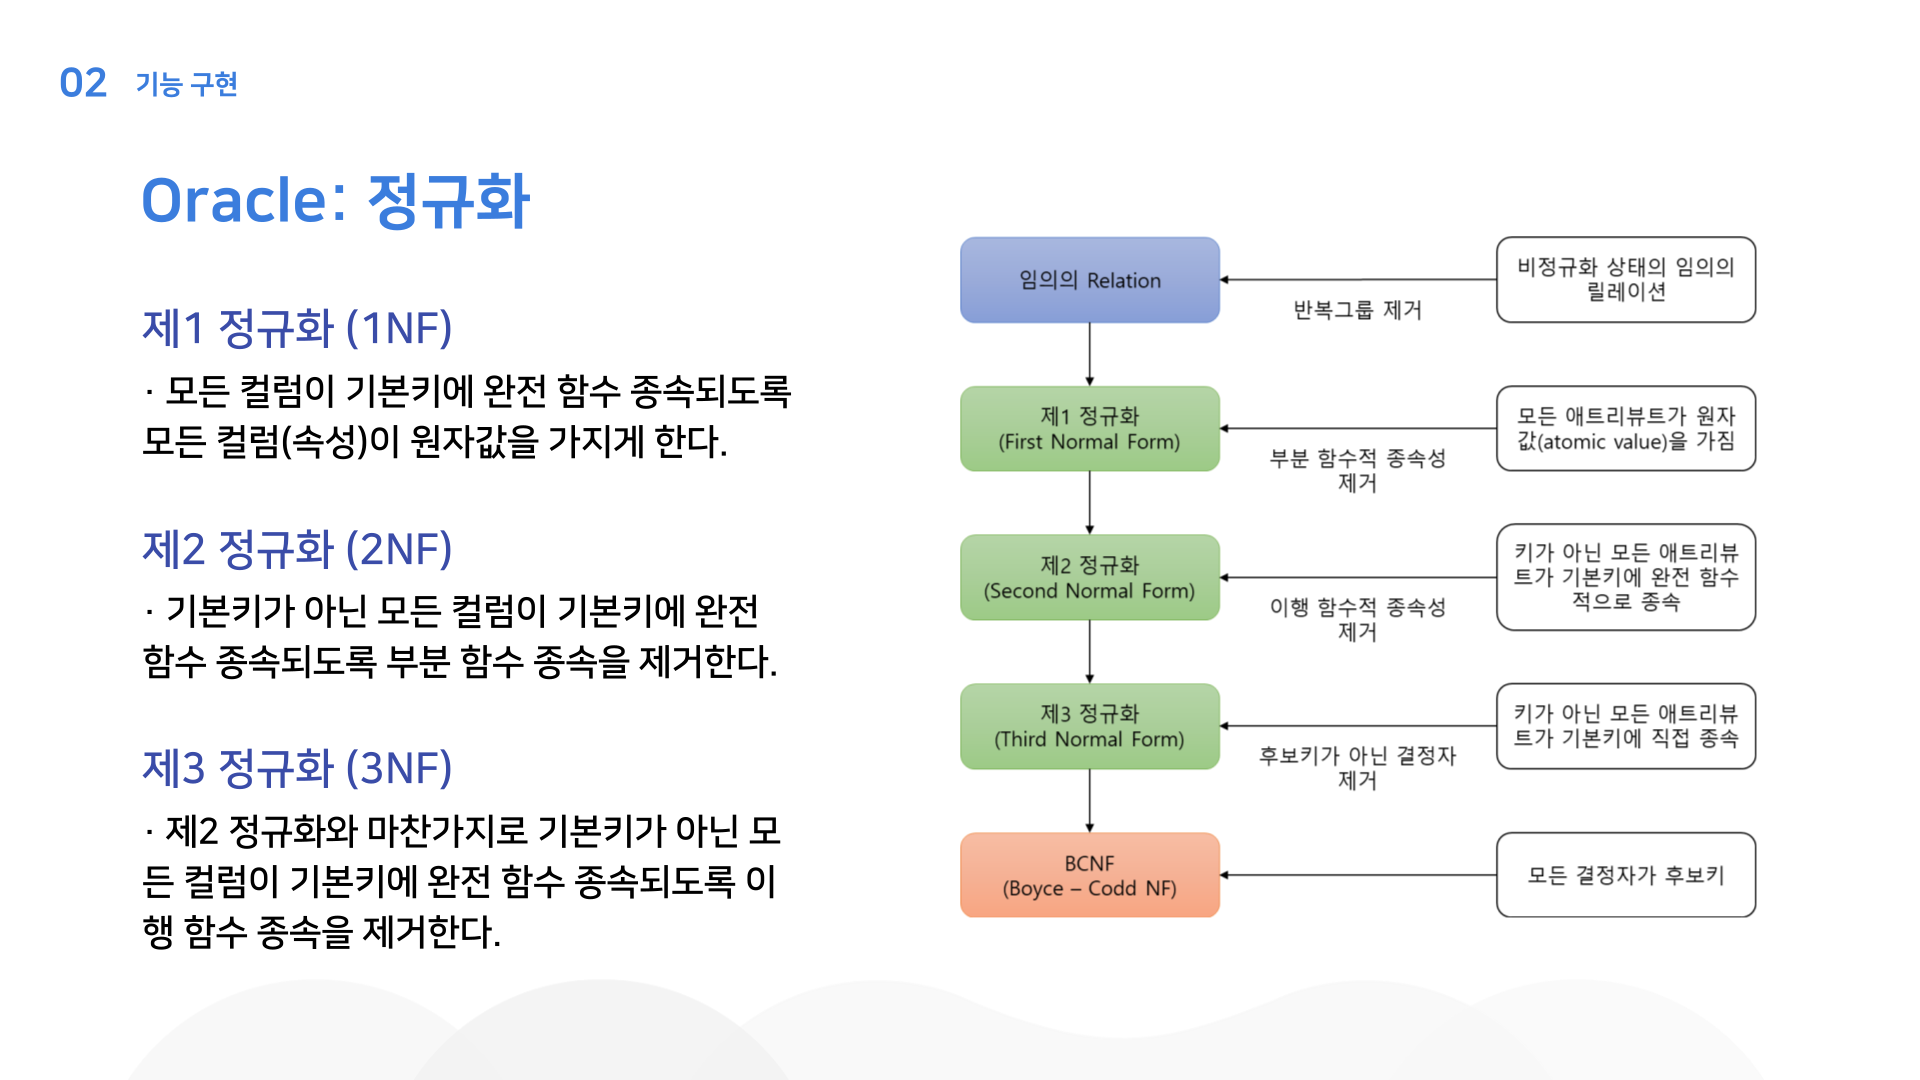 02 기능 구현
Oracle: 정규화
제1 정규화 (1NF)
· 모든 컬럼이 기본키에 완전 함수 종속되도록
모든 컬럼(속성)이 원자값을 가지게 한다.
제2 정규화 (2NF)
· 기본키가 아닌 모든 컬럼이 기본키에 완전
함수 종속되도록 부분 함수 종속을 제거한다.
제3 정규화 (3NF)
· 제2 정규화와 마찬가지로 기본키가 아닌 모
든 컬럼이 기본키에 완전 함수 종속되도록 이
행 함수 종속을 제거한다.
임의의 Relation
반복그룹 제거
비정규화 상태의 임의의
릴레이션
제1 정규화
(First Normal Form)
부분 함수적 종속성
제거
모든 애트리뷰트가 원자
값(atomic value)을 가짐
제2 정규화
(Second Normal Form)
이행 함수적 종속성
제거
키가 아닌 모든 애트리뷰
트가 기본키에 완전 함수
적으로 종속
제3 정규화
(Third Normal Form)
후보키가 아닌 결정자
제거
키가 아닌 모든 애트리뷰
트가 기본키에 직접 종속
BCNF
(Boyce – Codd NF)
모든 결정자가 후보키